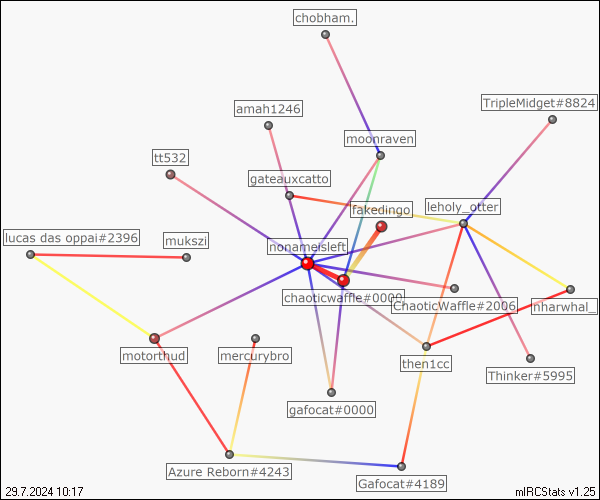 chobham.
TripleMidget#8824
amah1246
moonraven
tt532
gateauxcatto
fakedingo
leholy_otter
lucas das oppai#2396
mukszi
nonameisleft
chaoticwaffle#0000
ChaoticWaffle#2006
nharwhal_
motorthud
mercurybro
then1cc
Thinker#5995
gafocat#0000
Azure Reborn#4243
Gafocat#4189
29.7.2024 10:17
mIRCStats v1.25